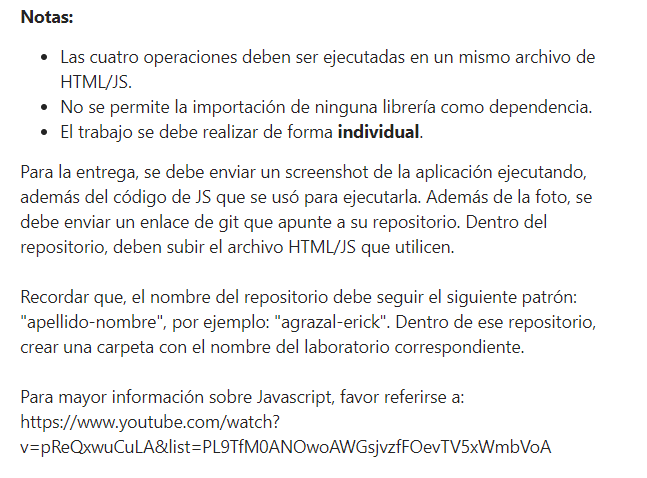 Notas:
• Las cuatro operaciones deben ser ejecutadas en un mismo archivo de
HTML/JS.
• No se permite la importación de ninguna librería como dependencia.
• El trabajo se debe realizar de forma individual.
Para la entrega, se debe enviar un screenshot de la aplicación ejecutando,
además del código de JS que se usó para ejecutarla. Además de la foto, se
debe enviar un enlace de git que apunte a su repositorio. Dentro del
repositorio, deben subir el archivo HTML/JS que utilicen.
Recordar que, el nombre del repositorio debe seguir el siguiente patrón:
"apellido-nombre", por ejemplo: "agrazal-erick". Dentro de ese repositorio,
crear una carpeta con el nombre del laboratorio correspondiente.
Para mayor información sobre Javascript, favor referirse a:
https://www.youtube.com/watch?
v=pReQxwuCuLA&list=PL9TfM0ANOwoAWGsjvzfFOevTV5xWmbVoA